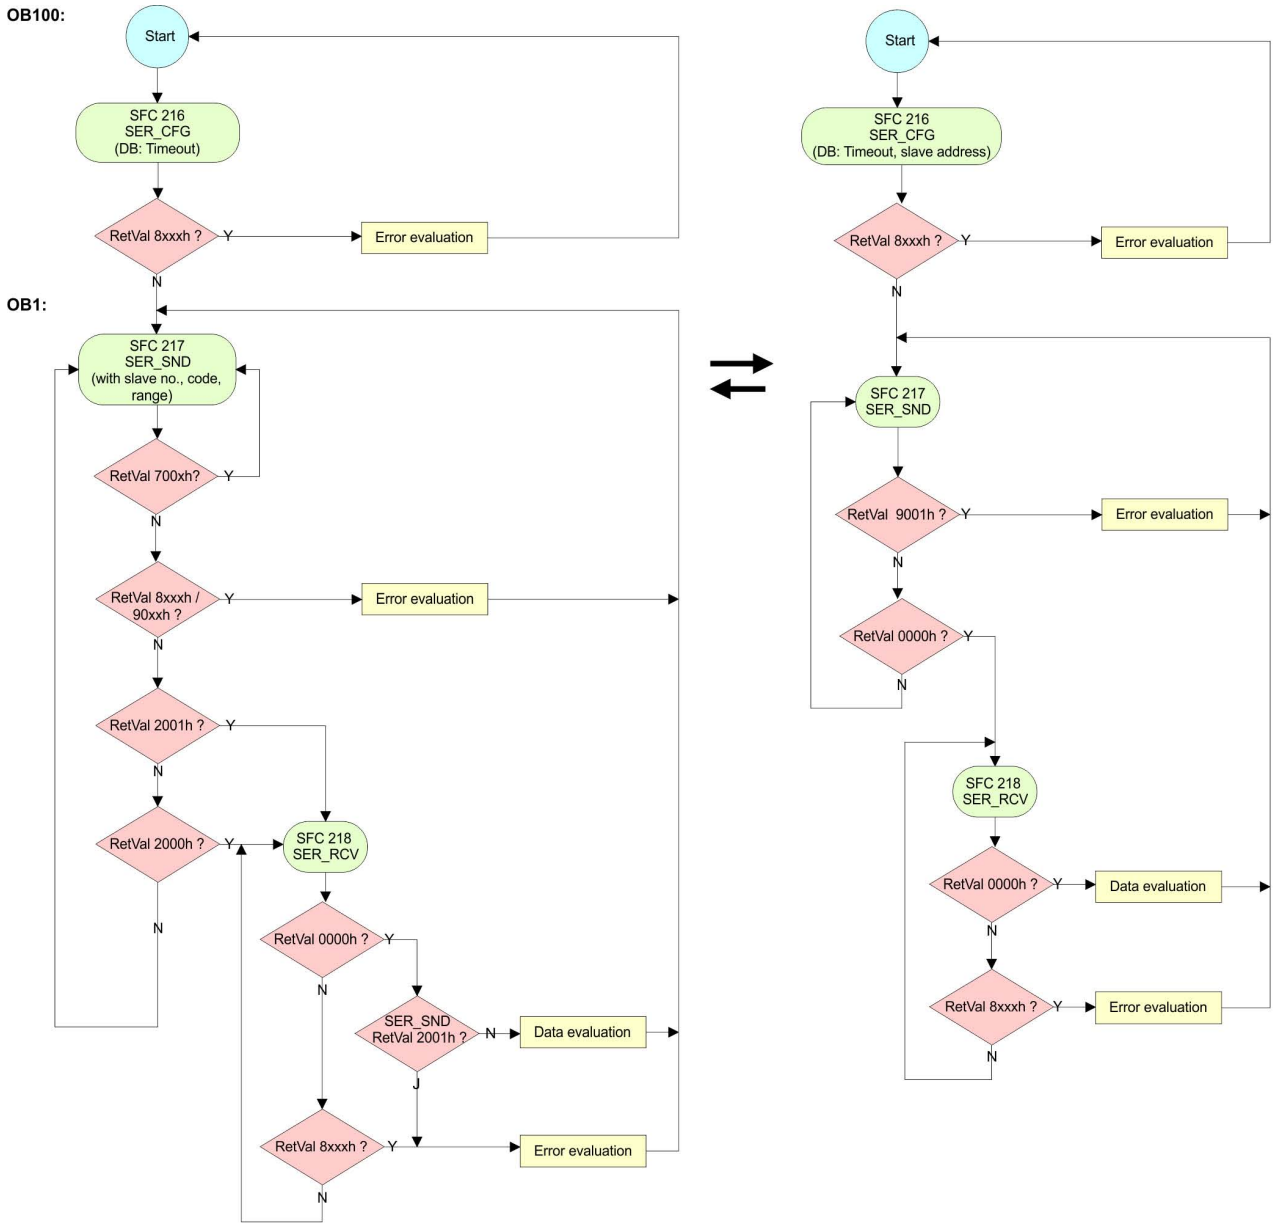 OB100:
Start
SFC 216
SER_CFG
(DB: Timeout)
RetVal 8xxxh ?
Y
Error evaluation
N
OB1:
SFC 217
SER_SND
(with slave no., code,
range)
RetVal 700xh?
Y
N
RetVal 8xxxh /
90xxh ?
Y
Error evaluation
N
RetVal 2001h ?
Y
N
RetVal 2000h ?
Y
N
SFC 218
SER_RCV
RetVal 0000h ?
Y
N
SER_SND
RetVal 2001h ?
N
Data evaluation
J
RetVal 8xxxh ?
Y
Error evaluation
N
Start
SFC 216
SER_CFG
(DB: Timeout, slave address)
RetVal 8xxxh ?
Y
Error evaluation
N
SFC 217
SER_SND
RetVal 9001h ?
Y
Error evaluation
N
RetVal 0000h ?
Y
N
SFC 218
SER_RCV
RetVal 0000h ?
Y
Data evaluation
N
RetVal 8xxxh ?
Y
Error evaluation
N